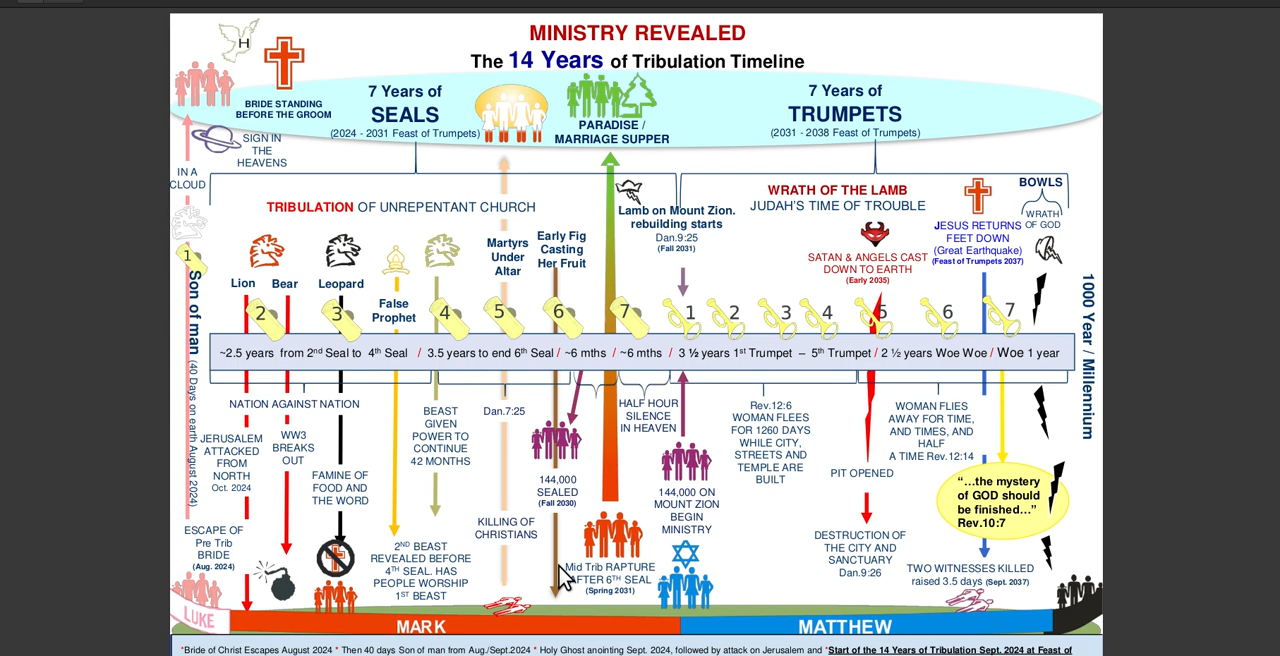 MINISTRY REVEALED
The 14 Years of Tribulation Timeline
H
BRIDE STANDING
BEFORE THE GROOM
7 Years of
SEALS
(2024 - 2031 Feast of Trumpets)
PARADISE /
MARRIAGE SUPPER
7 Years of
TRUMPETS
(2031 - 2038 Feast of Trumpets)
SIGN IN
THE
HEAVENS
IN A
CLOUD
TRIBULATION OF UNREPENTANT CHURCH
Lamb on Mount Zion.
rebuilding starts
Dan.9:25
(Fall 2031)
WRATH OF THE LAMB
JUDAH'S TIME OF TROUBLE
BOWLS
WRATH
OF GOD
JESUS RETURNS
FEET DOWN
(Great Earthquake)
(Feast of Trumpets 2037)
SATAN & ANGELS CAST
DOWN TO EARTH
(Early 2035)
Martyrs
Under
Altar
Early Fig
Casting
Her Fruit
Lion
Bear
Leopard
False
Prophet
1
2
3
4
5
6
7
1
2
3
4
5
6
7
Son of man (40 Days on earth August 2024)
1000 Year / Millennium
~2.5 years from 2nd Seal to 4th Seal / 3.5 years to end 6th Seal / ~6 mths / ~6 mths / 3 ½ years 1st Trumpet – 5th Trumpet / 2 ½ years Woe Woe / Woe 1 year
NATION AGAINST NATION
JERUSALEM
ATTACKED
FROM
NORTH
Oct. 2024
WW3
BREAKS
OUT
FAMINE OF
FOOD AND
THE WORD
BEAST
GIVEN
POWER TO
CONTINUE
42 MONTHS
Dan.7:25
HALF HOUR
SILENCE
IN HEAVEN
Rev.12:6
WOMAN FLEES
FOR 1260 DAYS
WHILE CITY,
STREETS AND
TEMPLE ARE
BUILT
WOMAN FLIES
AWAY FOR TIME,
AND TIMES, AND
HALF
A TIME Rev.12:14
PIT OPENED
144,000
SEALED
(Fall 2030)
144,000 ON
MOUNT ZION
BEGIN
MINISTRY
"…the mystery
of GOD should
be finished…"
Rev.10:7
ESCAPE OF
Pre Trib
BRIDE
(Aug. 2024)
2ND BEAST
REVEALED BEFORE
4TH SEAL. HAS
PEOPLE WORSHIP
1ST BEAST
KILLING OF
CHRISTIANS
Mid Trib RAPTURE
AFTER 6TH SEAL
(Spring 2031)
DESTRUCTION OF
THE CITY AND
SANCTUARY
Dan.9:26
TWO WITNESSES KILLED
raised 3.5 days (Sept. 2037)
LUKE
MARK
MATTHEW
*Bride of Christ Escapes August 2024 * Then 40 days Son of man from Aug./Sept.2024 * Holy Ghost anointing Sept. 2024, followed by attack on Jerusalem and *Start of the 14 Years of Tribulation Sept. 2024 at Feast of